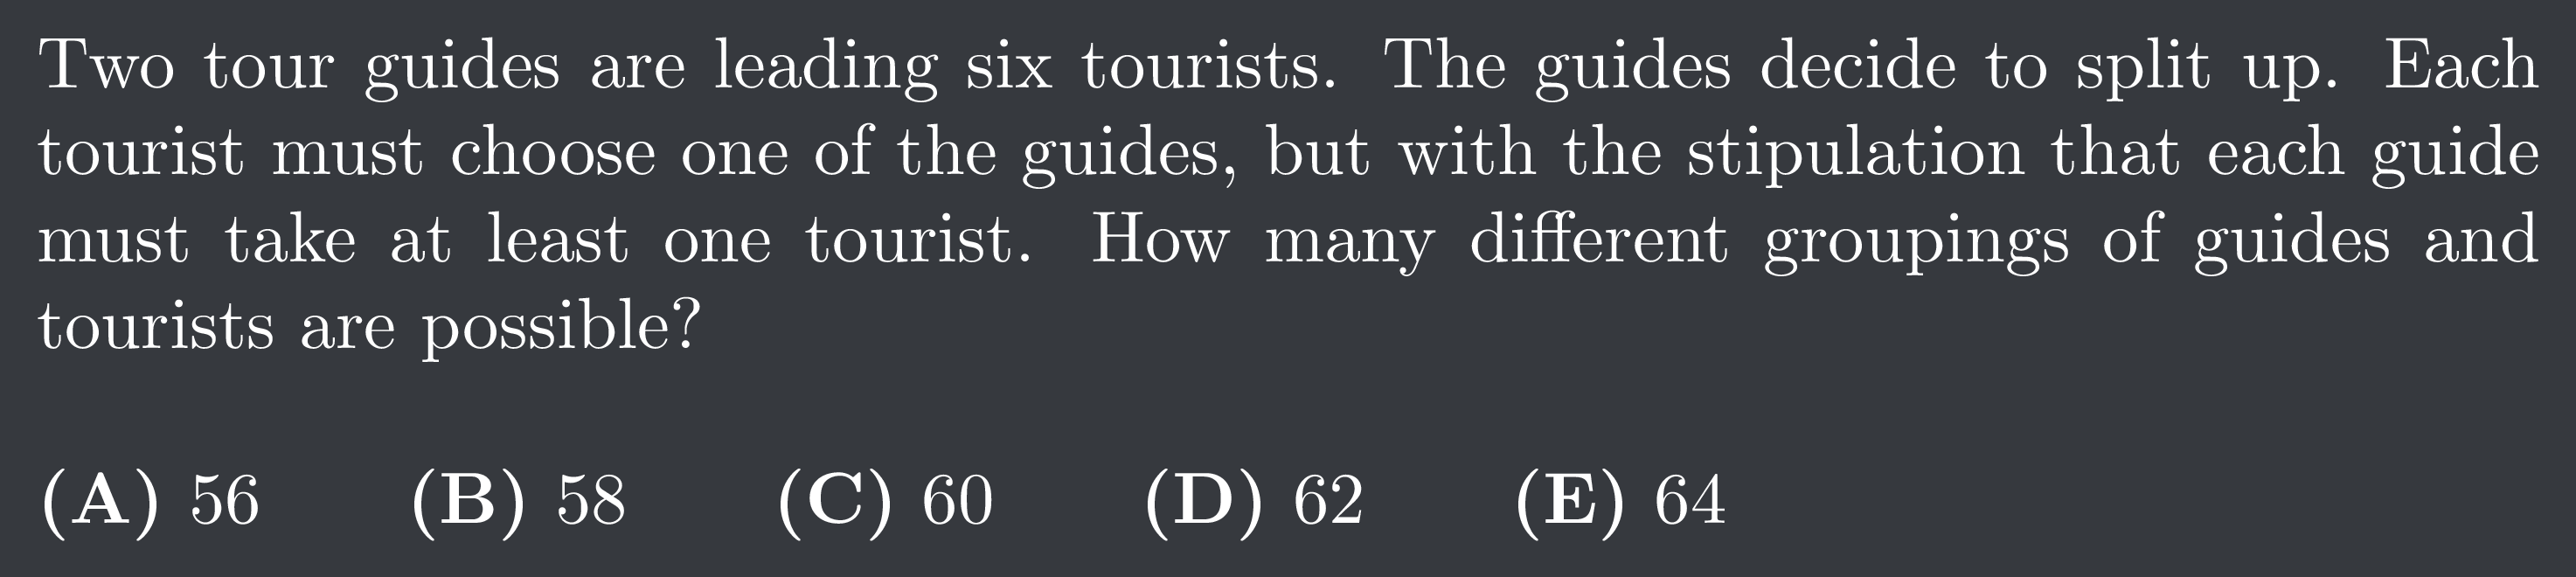 Two tour guides are leading six tourists. The guides decide to split up. Each
tourist must choose one of the guides, but with the stipulation that each guide
must take at least one tourist. How many different groupings of guides and
tourists are possible?
(A) 56 (B) 58 (C) 60 (D) 62 (E) 64